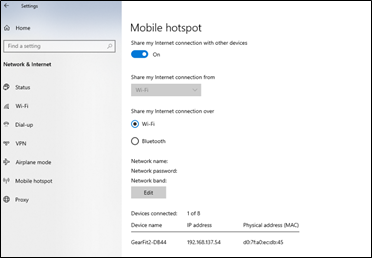 Settings
Home
Find a setting
Network & Internet
Status
Wi-Fi
Dial-up
VPN
Airplane mode
Mobile hotspot
Proxy
Mobile hotspot
Share my Internet connection with other devices
On
Share my Internet connection from
Wi-Fi
Share my Internet connection over
Wi-Fi
Bluetooth
Network name:
Network password:
Network band:
Edit
Devices connected: 1 of 8
Device name IP address Physical address (MAC)
GearFit2-DB44 192.168.137.54